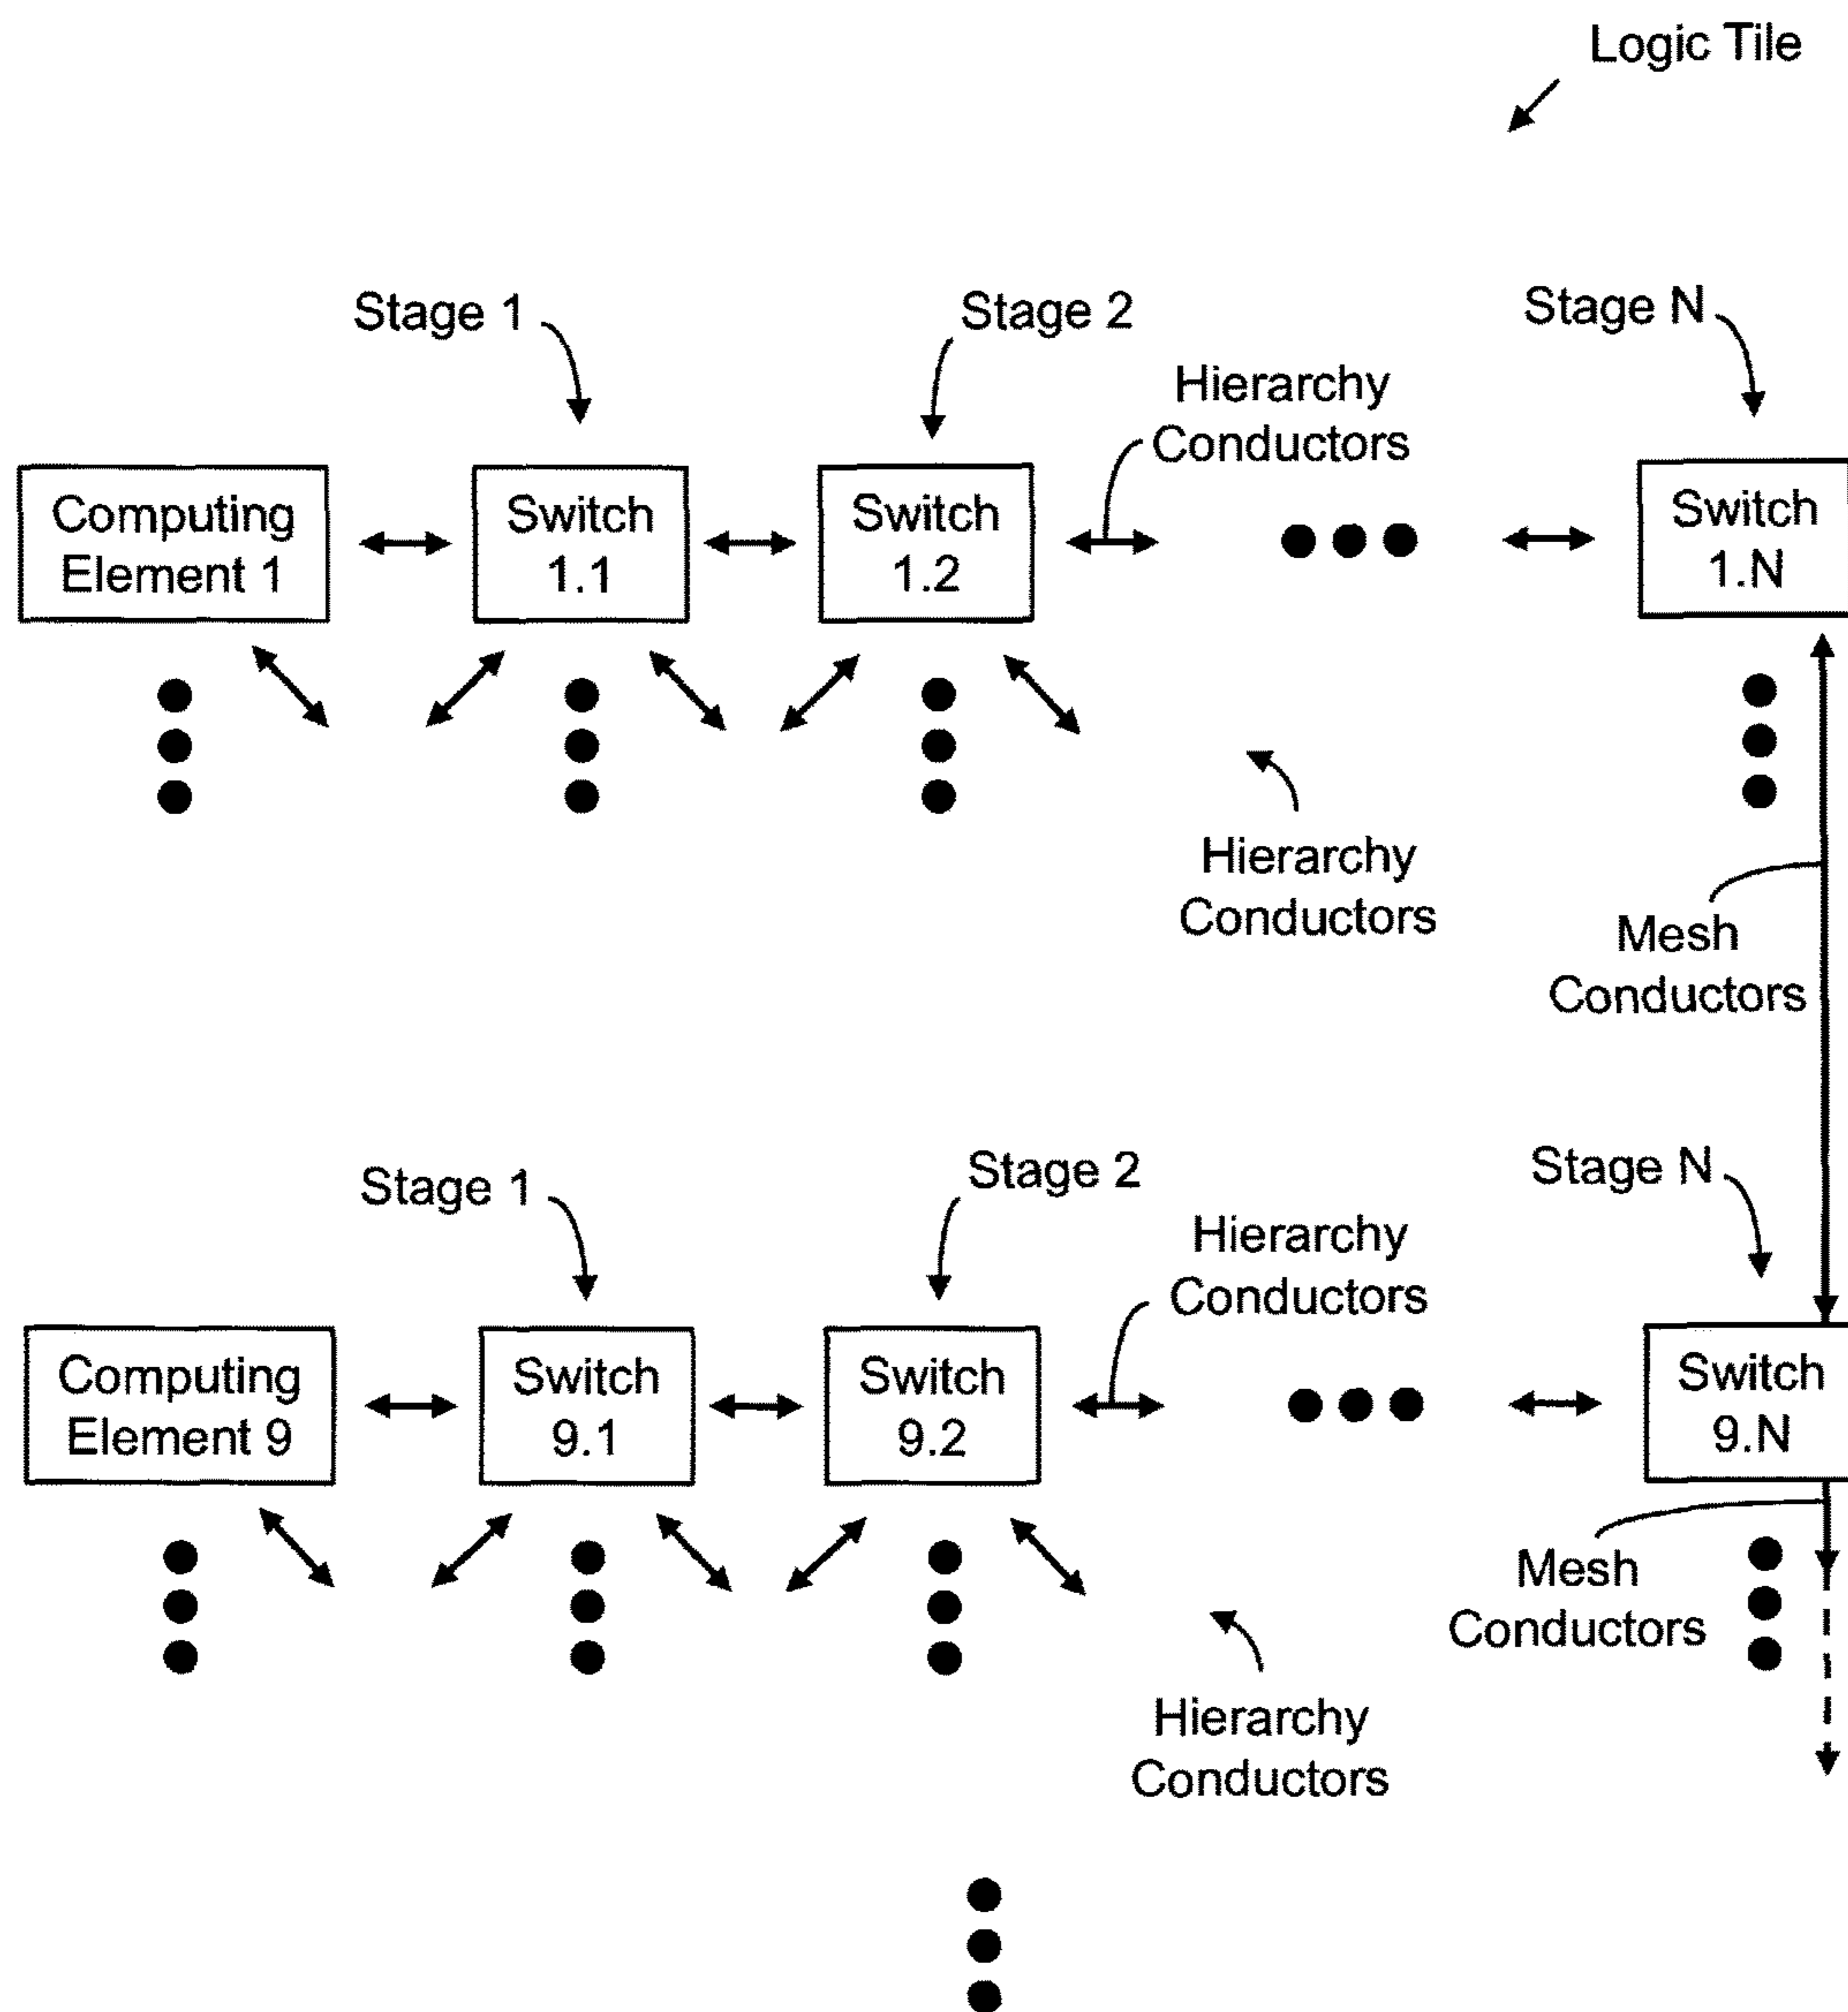 Logic Tile
Stage 1
Stage 2
Stage N
Hierarchy
Conductors
Computing
Element 1
Switch
1.1
Switch
1.2
Switch
1.N
Hierarchy
Conductors
Mesh
Conductors
Stage 1
Stage 2
Stage N
Hierarchy
Conductors
Computing
Element 9
Switch
9.1
Switch
9.2
Switch
9.N
Mesh
Conductors
Hierarchy
Conductors